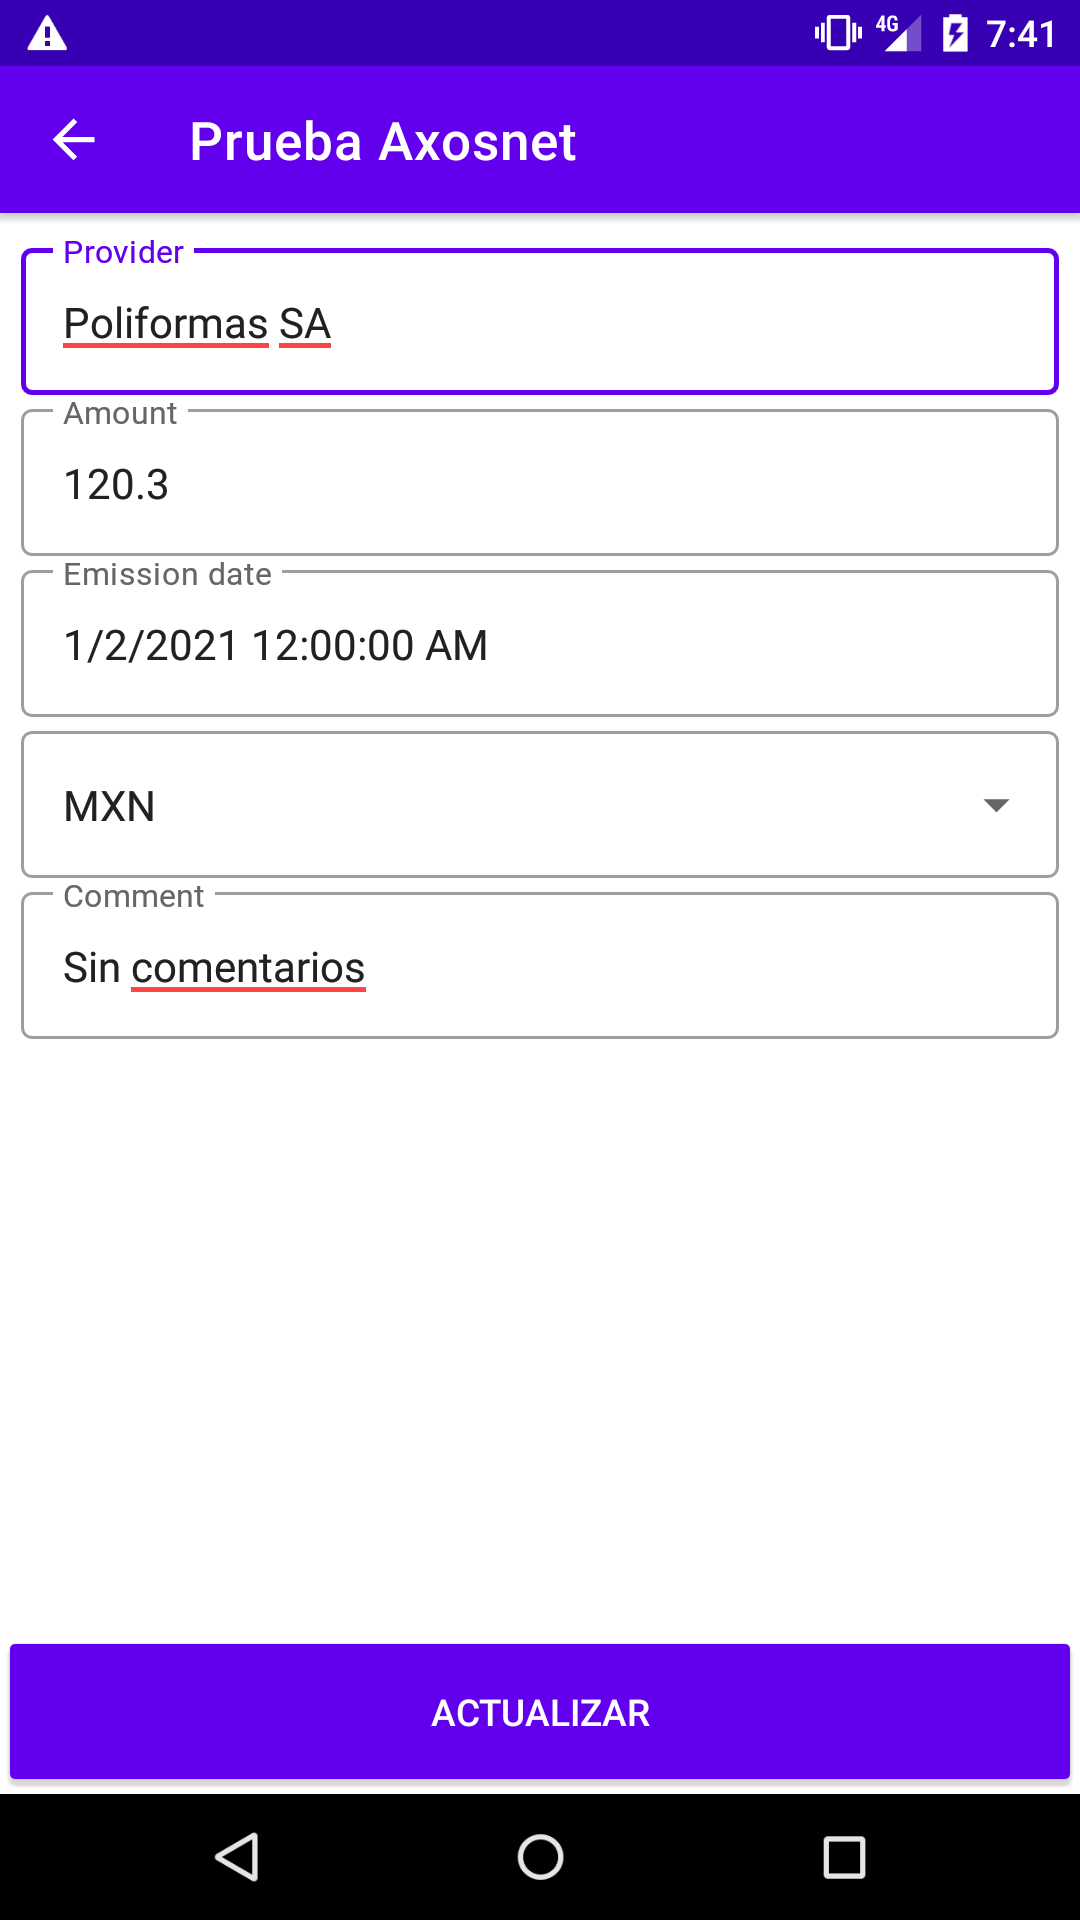 4G 7:41
Prueba Axosnet
Provider
Poliformas SA
Amount
120.3
Emission date
1/2/2021 12:00:00 AM
MXN
Comment
Sin comentarios
ACTUALIZAR